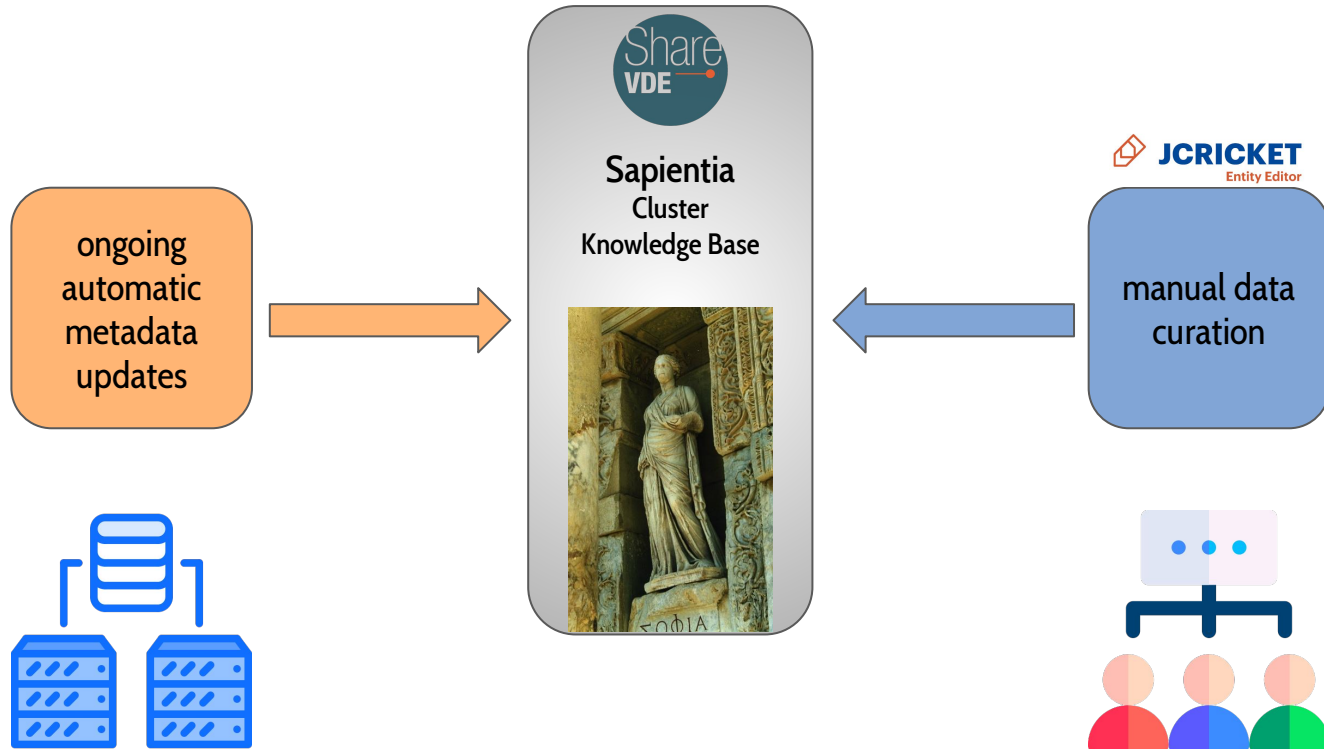 Share
VDE
Sapientia
Cluster
Knowledge Base
ΣΟΦΙΑ
ongoing
automatic
metadata
updates
JCRICKET
Entity Editor
manual data
curation